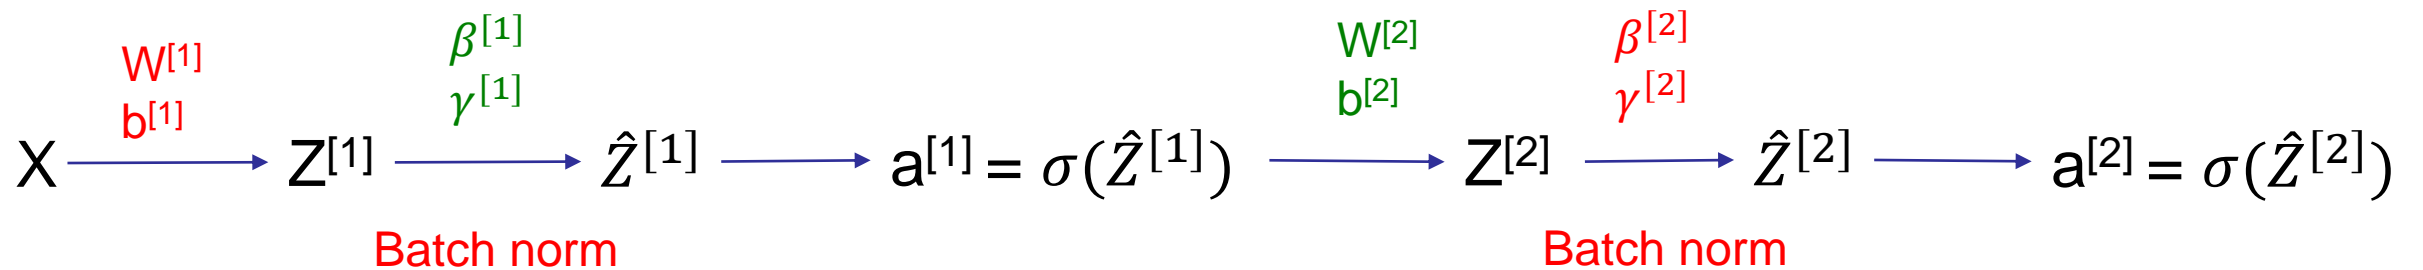 W[1]
b[1]
β[1]
γ[1]
W[2]
b[2]
β[2]
γ[2]
X Z[1] Ẑ[1] a[1] = σ(Ẑ[1]) Z[2] Ẑ[2] a[2] = σ(Ẑ[2])
Batch norm Batch norm